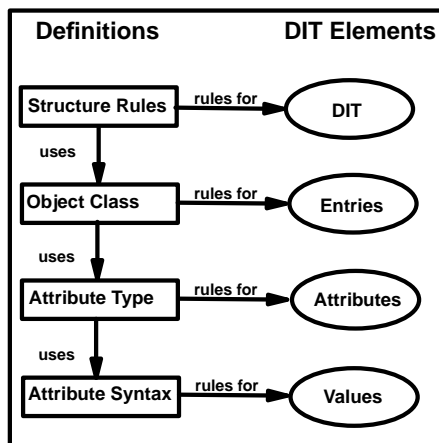 Definitions DIT Elements
Structure Rules rules for DIT
uses
Object Class rules for Entries
uses
Attribute Type rules for Attributes
uses
Attribute Syntax rules for Values